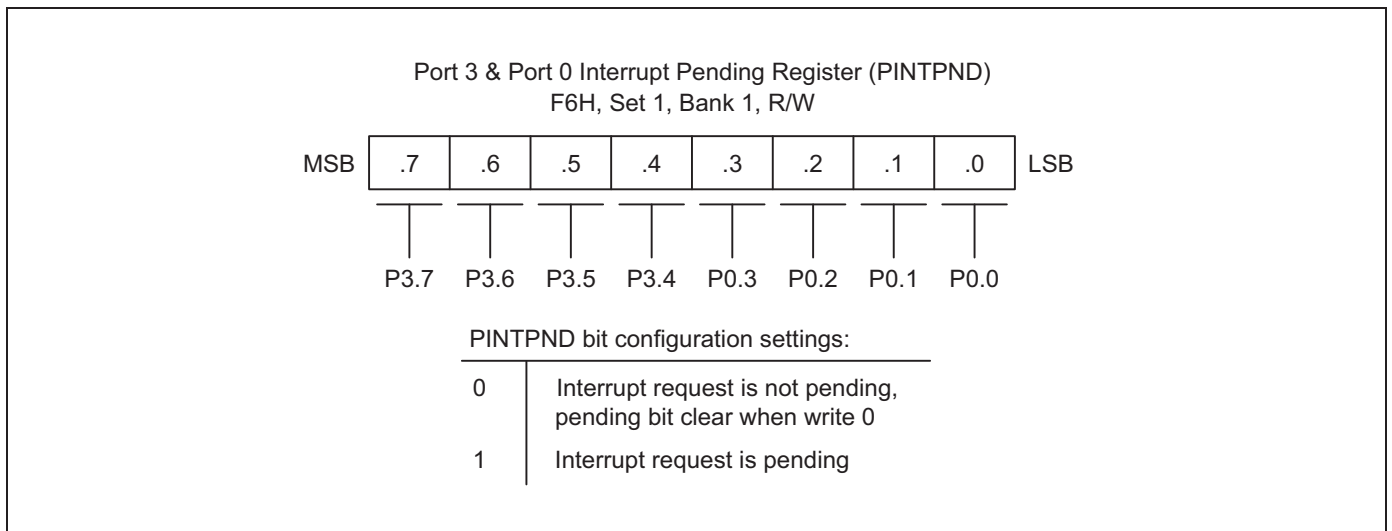 Port 3 & Port 0 Interrupt Pending Register (PINTPND)
F6H, Set 1, Bank 1, R/W
MSB .7 .6 .5 .4 .3 .2 .1 .0 LSB
P3.7 P3.6 P3.5 P3.4 P0.3 P0.2 P0.1 P0.0
PINTPND bit configuration settings:
0 Interrupt request is not pending,
pending bit clear when write 0
1 Interrupt request is pending